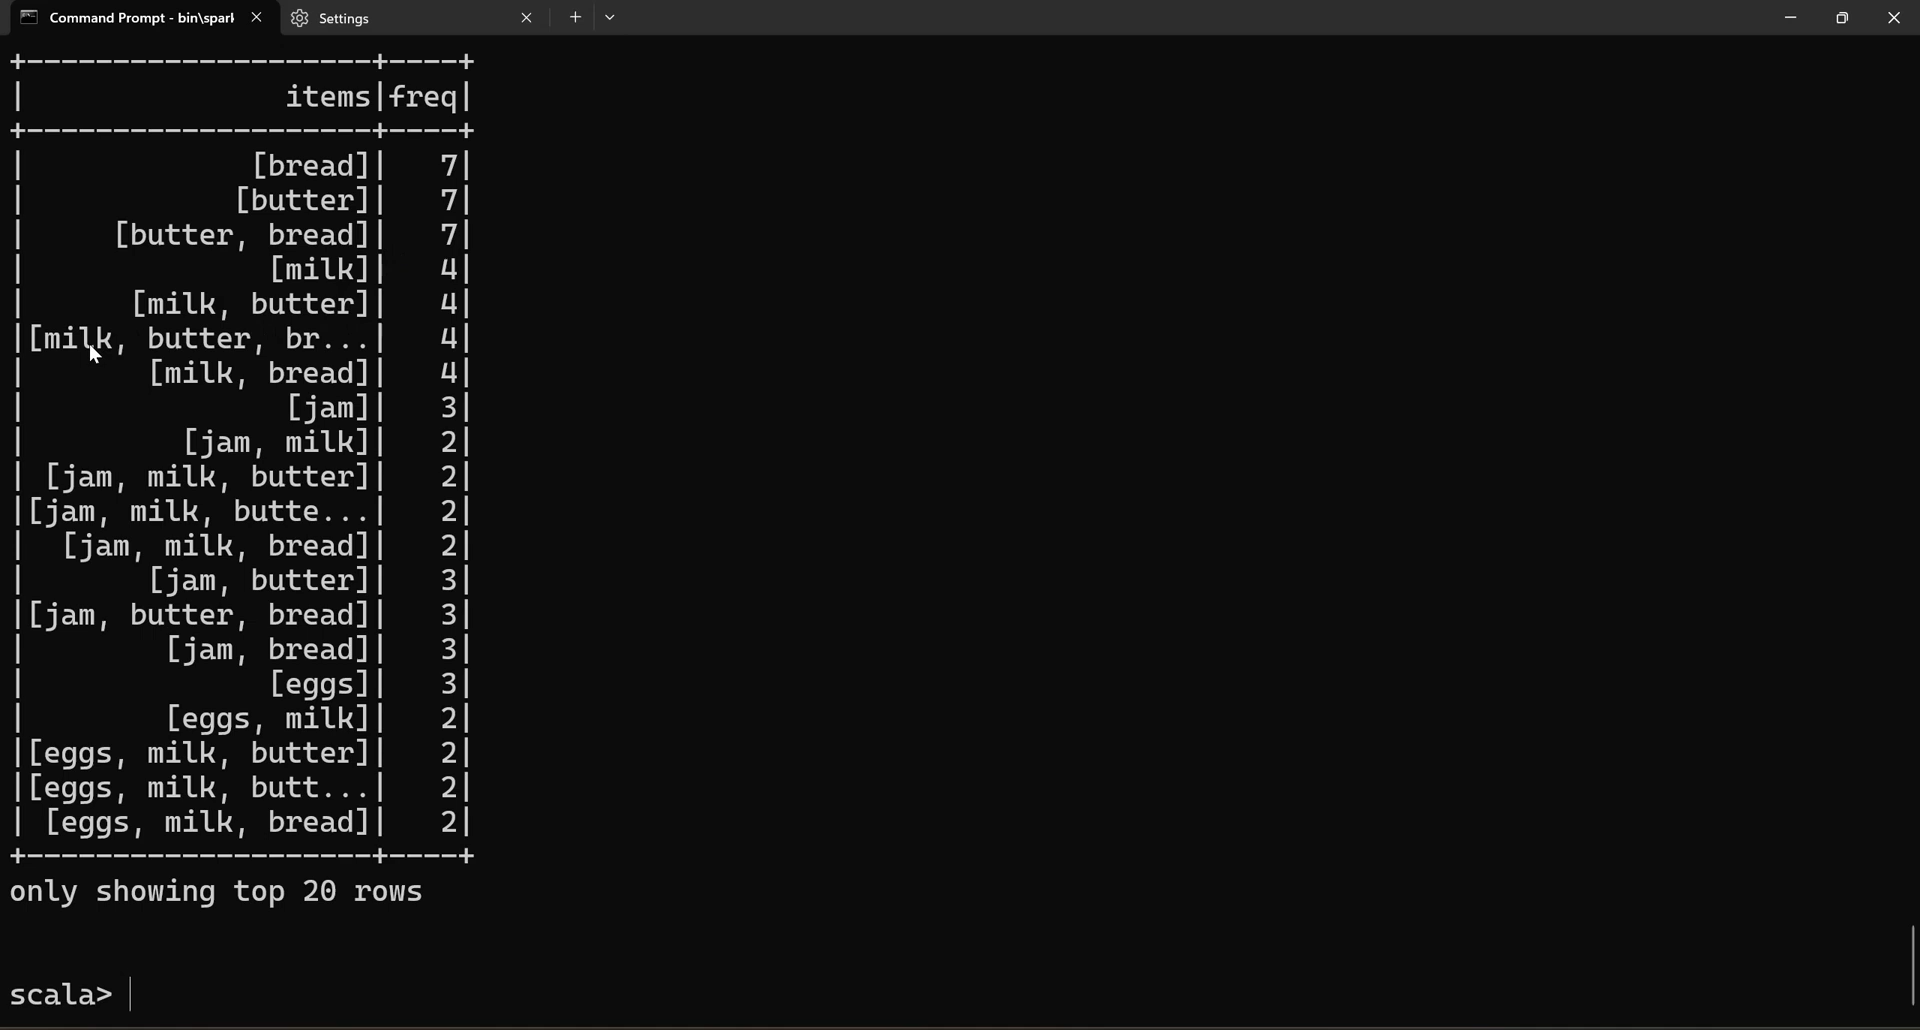 Command Prompt - bin\spark
Settings
+--------------------+----+
|               items|freq|
+--------------------+----+
|             [bread]|   7|
|            [butter]|   7|
|     [butter, bread]|   7|
|              [milk]|   4|
|      [milk, butter]|   4|
|[milk, butter, br...|   4|
|       [milk, bread]|   4|
|               [jam]|   3|
|         [jam, milk]|   2|
| [jam, milk, butter]|   2|
|[jam, milk, butte...|   2|
|  [jam, milk, bread]|   2|
|       [jam, butter]|   3|
|[jam, butter, bread]|   3|
|        [jam, bread]|   3|
|              [eggs]|   3|
|        [eggs, milk]|   2|
|[eggs, milk, butter]|   2|
|[eggs, milk, butt...|   2|
| [eggs, milk, bread]|   2|
+--------------------+----+
only showing top 20 rows
scala>